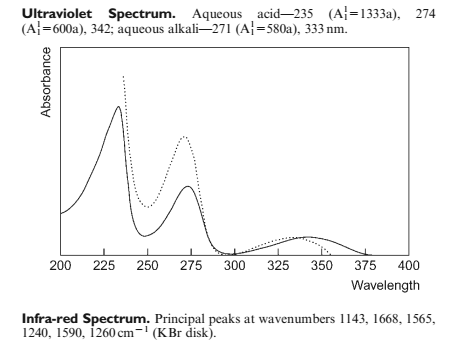 Ultraviolet Spectrum. Aqueous acid—235 (A¹₁=1333a), 274
(A¹₁=600a), 342; aqueous alkali—271 (A¹₁=580a), 333 nm.
Absorbance
200 225 250 275 300 325 350 375 400
Wavelength
Infra-red Spectrum. Principal peaks at wavenumbers 1143, 1668, 1565,
1240, 1590, 1260 cm⁻¹ (KBr disk).